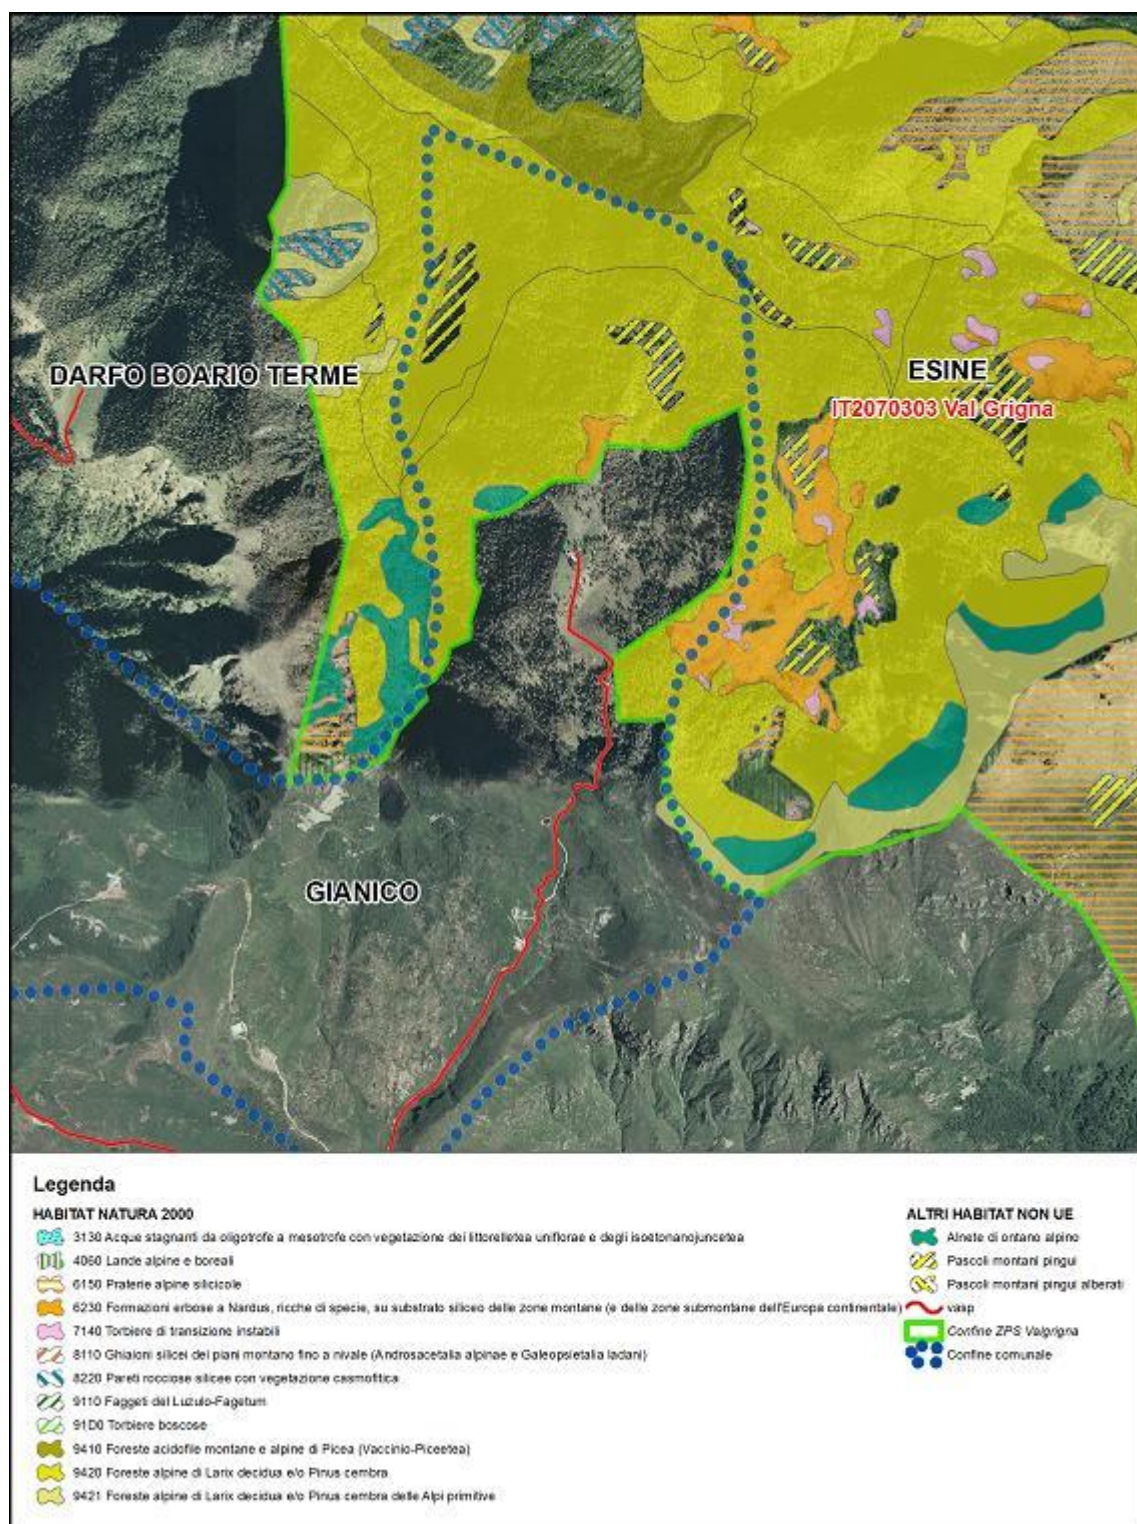 DARFO BOARIO TERME
ESINE
IT2070303 Val Grigna
GIANICO
Legenda
HABITAT NATURA 2000
3130 Acque stagnanti da oligotrofe a mesotrofe con vegetazione dei littorelletea uniflorae e degli isoetonanojuncetea
4060 Lande alpine e boreali
6150 Praterie alpine silicicole
6230 Formazioni erbose a Nardus, ricche di specie, su substrato siliceo delle zone montane (e delle zone submontane dell'Europa continentale)
7140 Torbiere di transizione instabili
8110 Ghiaioni silicei dei piani montano fino a nivale (Androsacetalia alpinae e Galeopsietalia ladani)
8220 Pareti rocciose silicee con vegetazione casmofitica
9110 Faggeti del Luzulo-Fagetum
91D0 Torbiere boscose
9410 Foreste acidofile montane e alpine di Picea (Vaccinio-Piceetea)
9420 Foreste alpine di Larix decidua e/o Pinus cembra
9421 Foreste alpine di Larix decidua e/o Pinus cembra delle Alpi primitive
ALTRI HABITAT NON UE
Alnete di ontano alpino
Pascoli montani pingui
Pascoli montani pingui alberati
vasp
Confine ZPS Valgrigna
Confine comunale